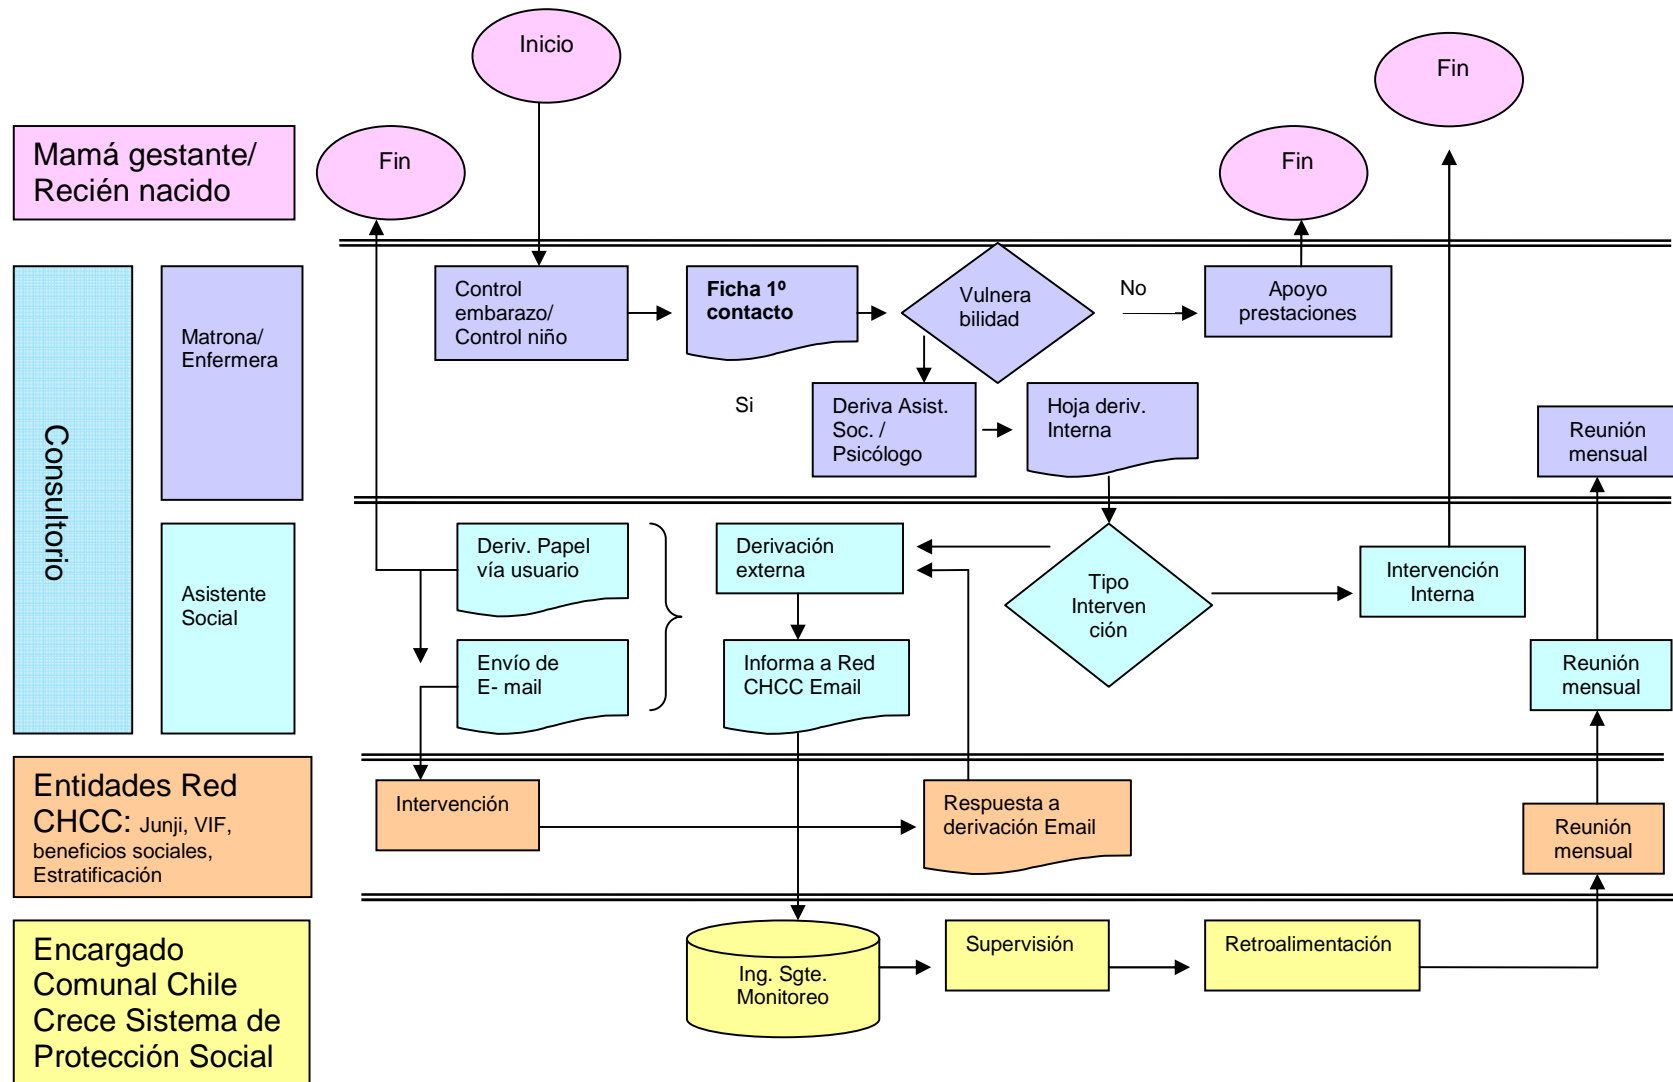 Inicio
Fin
Mamá gestante/
Recién nacido
Fin
Fin
Consultorio
Matrona/
Enfermera
Control
embarazo/
Control niño
Ficha 1º
contacto
Vulnera
bilidad
No
Apoyo
prestaciones
Si
Deriva Asist.
Soc. /
Psicólogo
Hoja deriv.
Interna
Reunión
mensual
Asistente
Social
Deriv. Papel
vía usuario
Derivación
externa
Tipo
Interven
ción
Intervención
Interna
Envío de
E- mail
Informa a Red
CHCC Email
Reunión
mensual
Entidades Red
CHCC: Junji, VIF,
beneficios sociales,
Estratificación
Intervención
Respuesta a
derivación Email
Reunión
mensual
Encargado
Comunal Chile
Crece Sistema de
Protección Social
Ing. Sgte.
Monitoreo
Supervisión
Retroalimentación